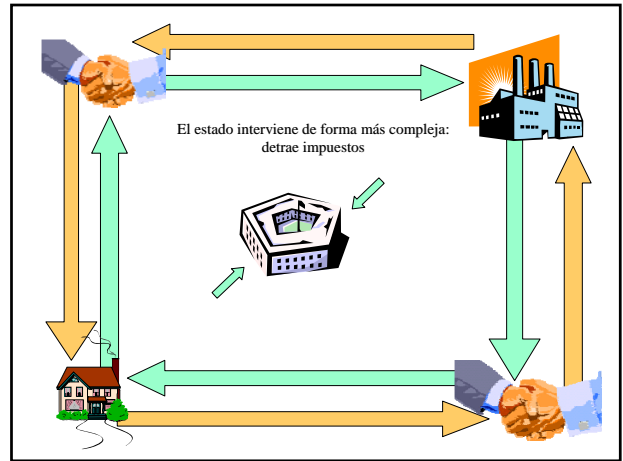 El estado interviene de forma más compleja:
detrae impuestos